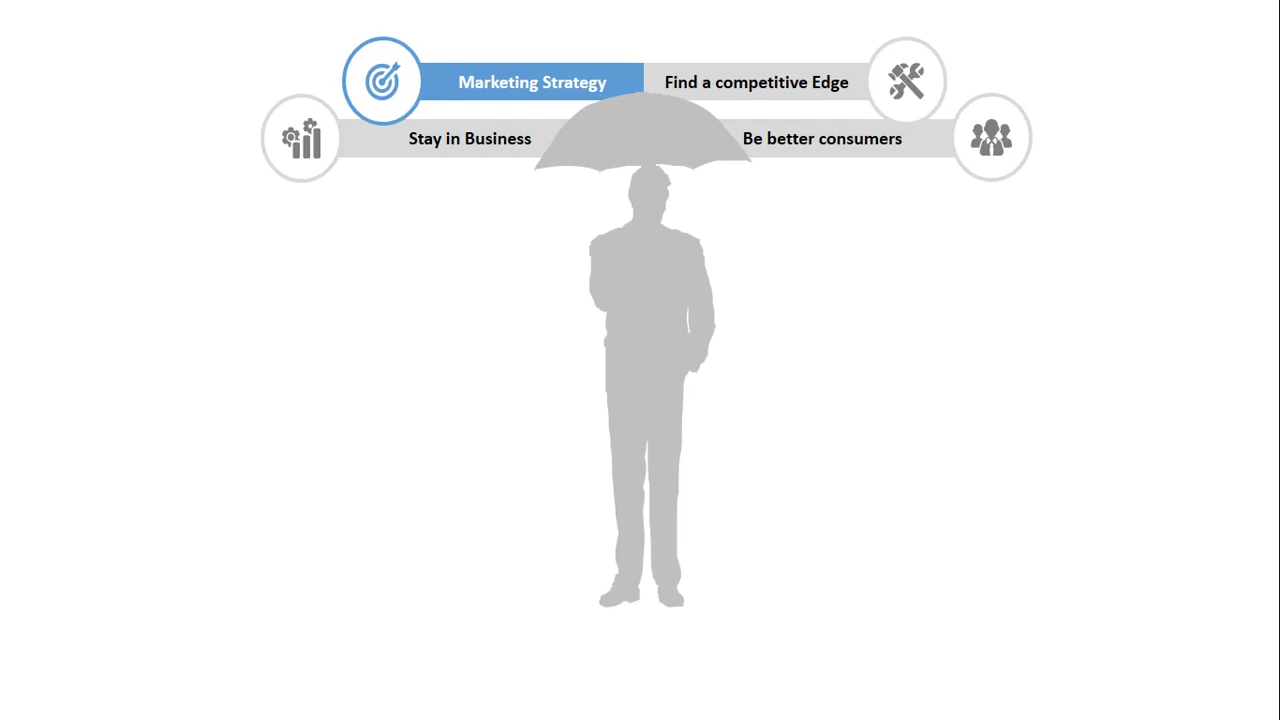 Marketing Strategy
Find a competitive Edge
Stay in Business
Be better consumers